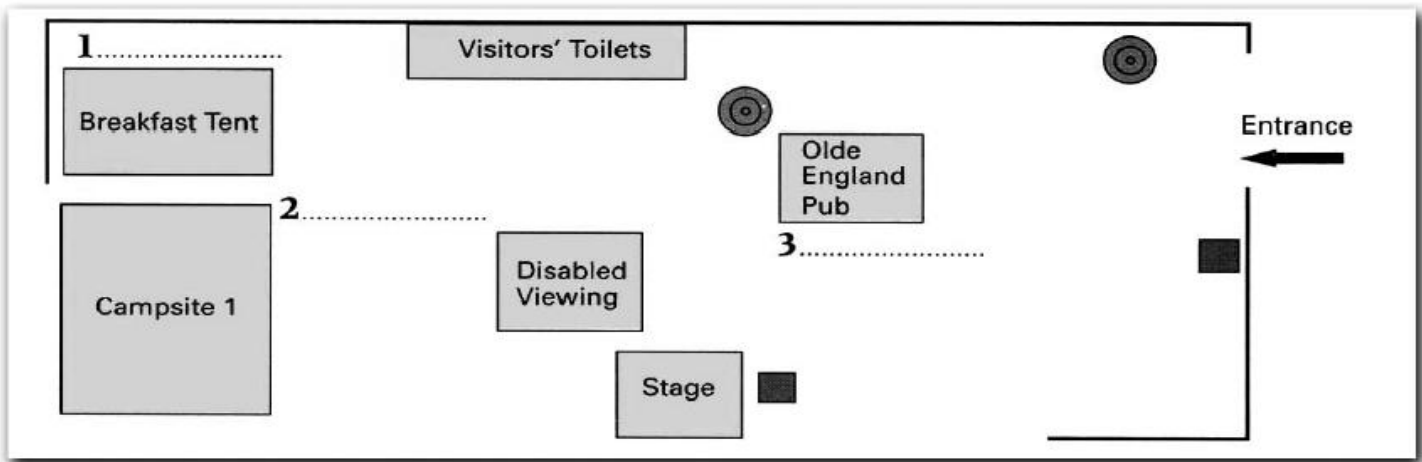 1....................
Visitors' Toilets
Breakfast Tent
Entrance
Olde
England
Pub
2....................
3....................
Disabled
Viewing
Campsite 1
Stage